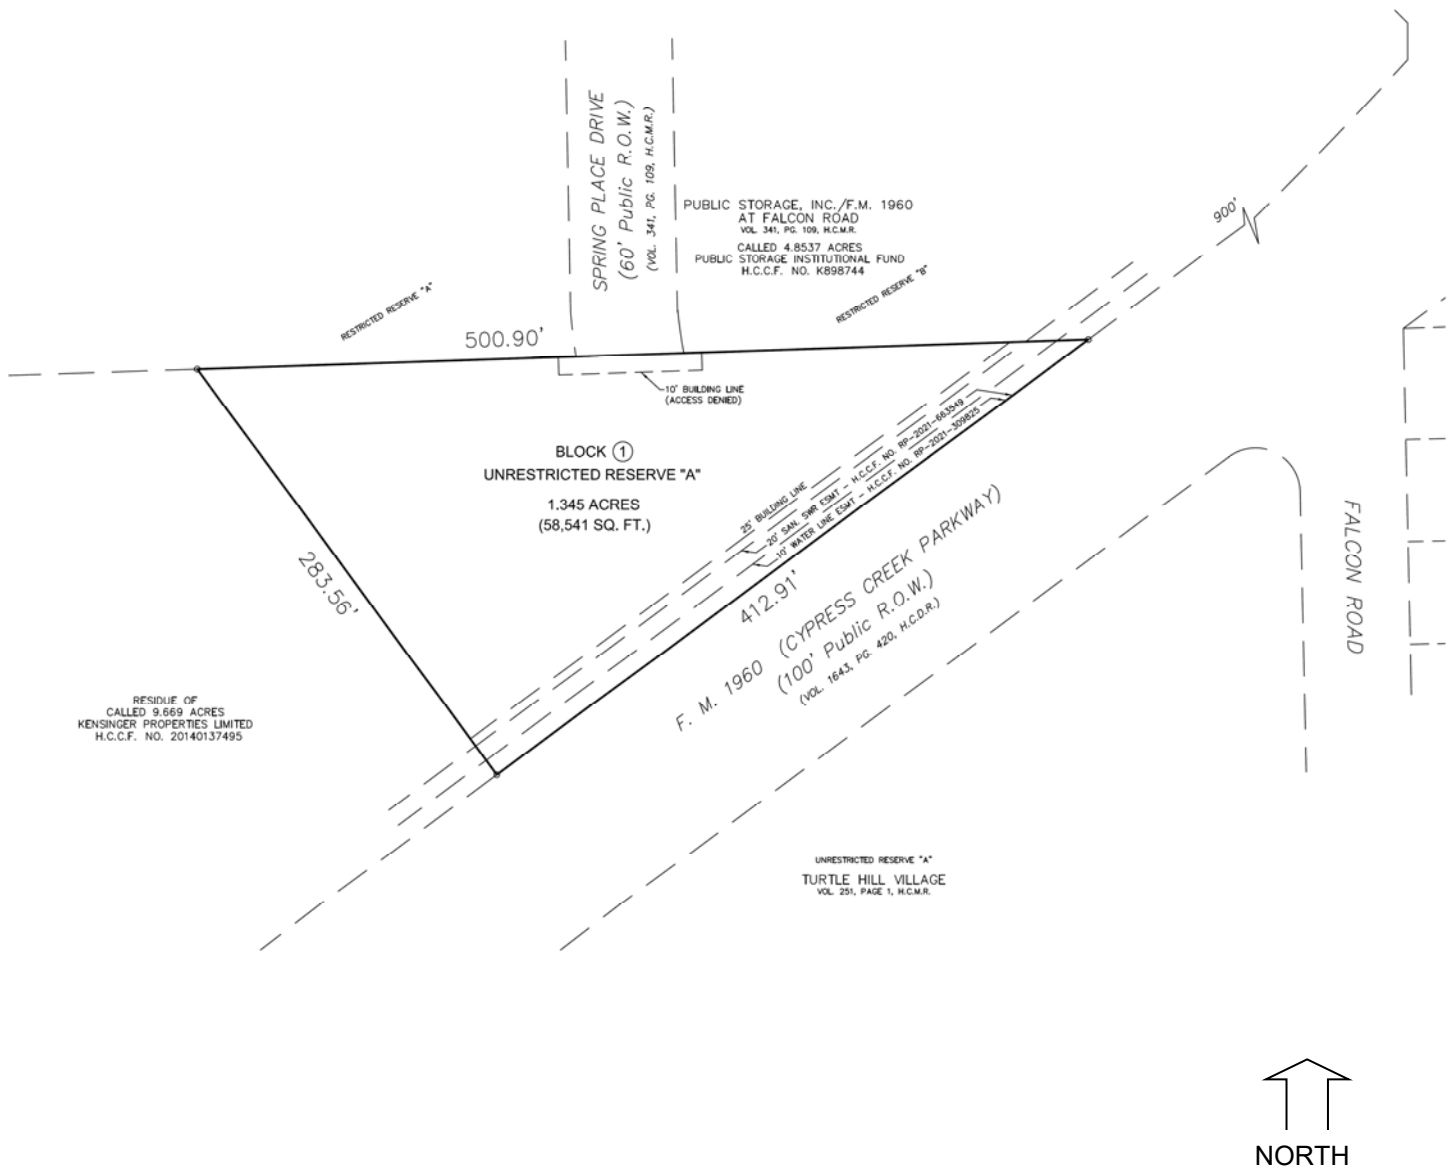 SPRING PLACE DRIVE
(60' Public R.O.W.)
(VOL. 341, PG. 109, H.C.M.R.)
PUBLIC STORAGE, INC./F.M. 1960
AT FALCON ROAD
VOL. 341, PG. 109, H.C.M.R.
CALLED 4.8537 ACRES
PUBLIC STORAGE INSTITUTIONAL FUND
H.C.C.F. NO. K898744
900'
RESTRICTED RESERVE "A"
RESTRICTED RESERVE "B"
500.90'
10' BUILDING LINE
(ACCESS DENIED)
BLOCK 1
UNRESTRICTED RESERVE "A"
1.345 ACRES
(58,541 SQ. FT.)
25' BUILDING LINE
20' SAN. SWR ESMT - H.C.C.F. NO. RP-2021-683549
10' WATER LINE ESMT - H.C.C.F. NO. RP-2021-309825
283.56'
412.91'
F. M. 1960 (CYPRESS CREEK PARKWAY)
(100' Public R.O.W.)
(VOL. 1643, PG. 420, H.C.D.R.)
FALCON ROAD
RESIDUE OF
CALLED 9.669 ACRES
KENSINGER PROPERTIES LIMITED
H.C.C.F. NO. 20140137495
UNRESTRICTED RESERVE "A"
TURTLE HILL VILLAGE
VOL. 251, PAGE 1, H.C.M.R.
NORTH